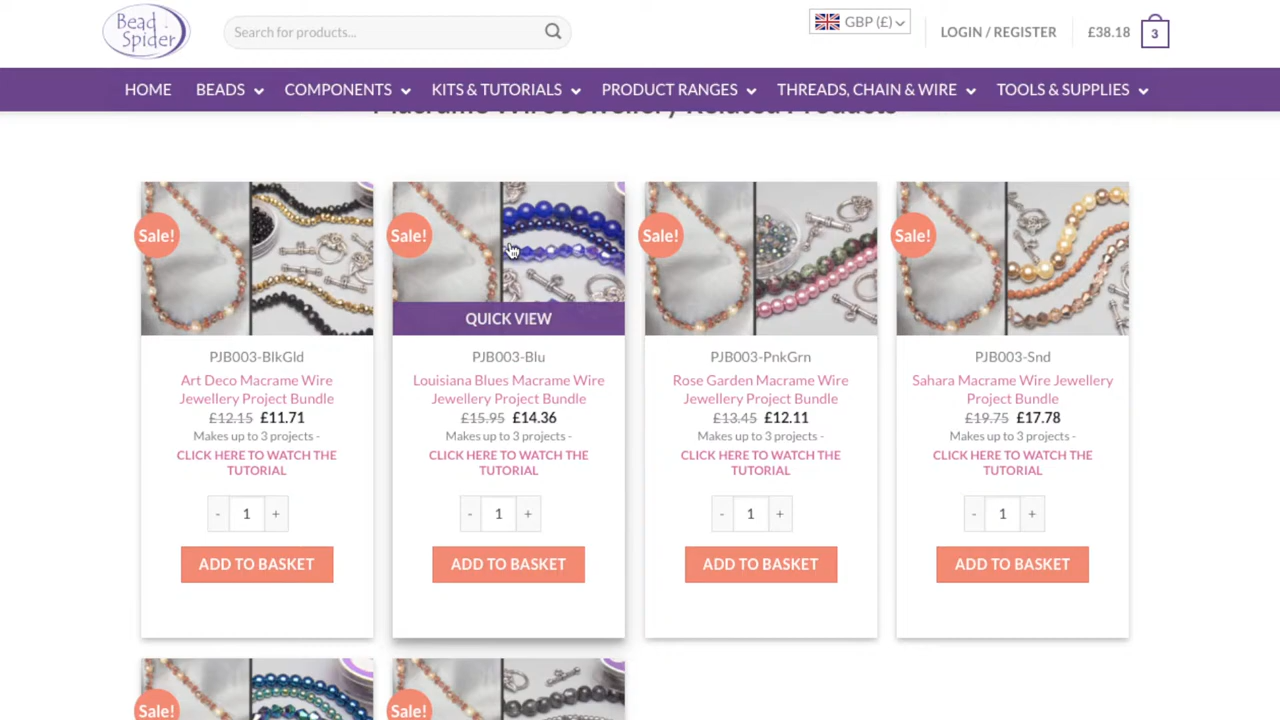 Bead
Spider
Search for products...
GBP (£)
LOGIN / REGISTER
£38.18
3
HOME
BEADS
COMPONENTS
KITS & TUTORIALS
PRODUCT RANGES
THREADS, CHAIN & WIRE
TOOLS & SUPPLIES
Macrame Wire Jewellery Related Products
Sale!
Sale!
Sale!
Sale!
QUICK VIEW
PJB003-BlkGld
Art Deco Macrame Wire
Jewellery Project Bundle
£12.15 £11.71
Makes up to 3 projects -
CLICK HERE TO WATCH THE
TUTORIAL
- 1 +
ADD TO BASKET
PJB003-Blu
Louisiana Blues Macrame Wire
Jewellery Project Bundle
£15.95 £14.36
Makes up to 3 projects -
CLICK HERE TO WATCH THE
TUTORIAL
- 1 +
ADD TO BASKET
PJB003-PnkGrn
Rose Garden Macrame Wire
Jewellery Project Bundle
£13.45 £12.11
Makes up to 3 projects -
CLICK HERE TO WATCH THE
TUTORIAL
- 1 +
ADD TO BASKET
PJB003-Snd
Sahara Macrame Wire Jewellery
Project Bundle
£19.75 £17.78
Makes up to 3 projects -
CLICK HERE TO WATCH THE
TUTORIAL
- 1 +
ADD TO BASKET
Sale!
Sale!